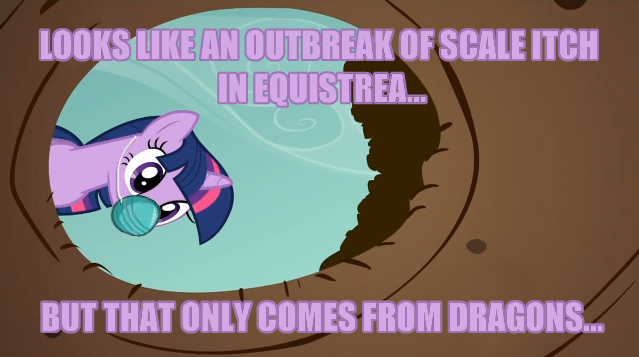 LOOKS LIKE AN OUTBREAK OF SCALE ITCH
IN EQUISTREA...
BUT THAT ONLY COMES FROM DRAGONS...